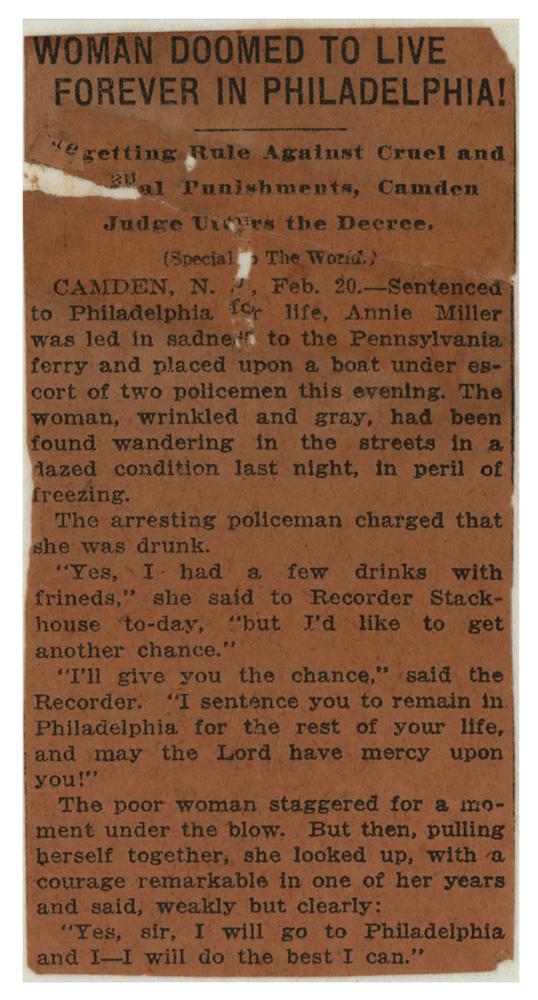 WOMAN DOOMED TO LIVE
FOREVER IN PHILADELPHIA!
getting Rule Against Cruel and
al Punishments, Camden
Judge Utters the Decree.
(Special The World.)
CAMDEN, N. J., Feb. 20.—Sentenced
to Philadelphia for life, Annie Miller
was led in sadness to the Pennsylvania
ferry and placed upon a boat under es-
cort of two policemen this evening. The
woman, wrinkled and gray, had been
found wandering in the streets in a
dazed condition last night, in peril of
freezing.
The arresting policeman charged that
she was drunk.
"Yes, I had a few drinks with
frineds," she said to Recorder Stack-
house to-day, "but I'd like to get
another chance."
"I'll give you the chance," said the
Recorder. "I sentence you to remain in
Philadelphia for the rest of your life,
and may the Lord have mercy upon
you!"
The poor woman staggered for a mo-
ment under the blow. But then, pulling
herself together, she looked up, with a
courage remarkable in one of her years
and said, weakly but clearly:
"Yes, sir, I will go to Philadelphia
and I—I will do the best I can."